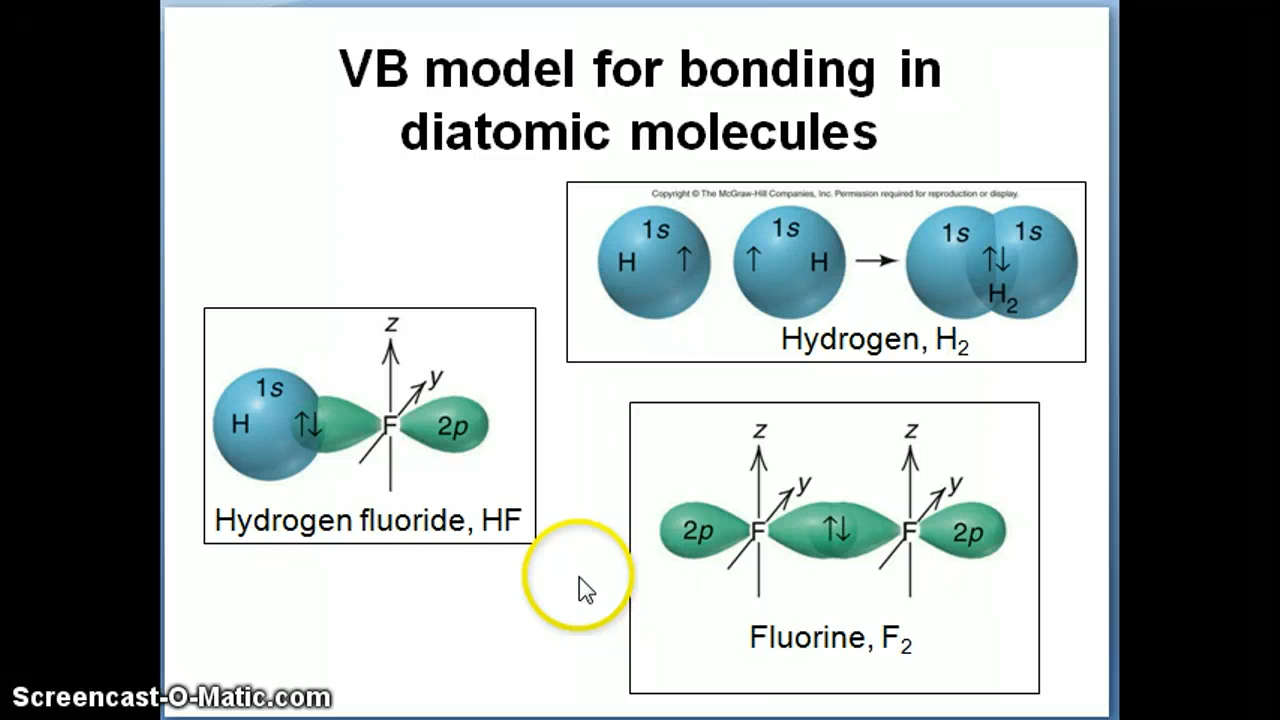 VB model for bonding in
diatomic molecules
Copyright © The McGraw-Hill Companies, Inc. Permission required for reproduction or display.
1s 1s 1s 1s
H ↑ ↑ H → ↑↓
H₂
Hydrogen, H₂
z
y
1s
H ↑↓ F 2p
Hydrogen fluoride, HF
z z
y y
2p F ↑↓ F 2p
Fluorine, F₂
Screencast-O-Matic.com